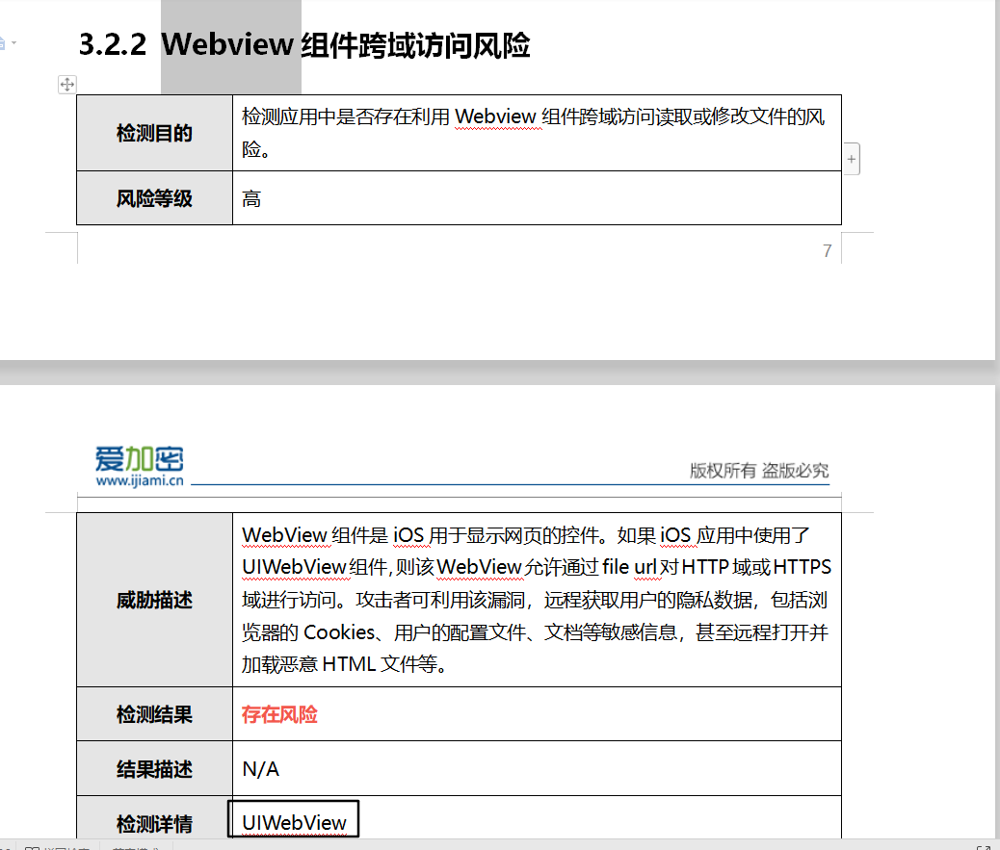 3.2.2 Webview 组件跨域访问风险
检测目的
检测应用中是否存在利用 Webview 组件跨域访问读取或修改文件的风
险。
风险等级
高
7
爱加密
www.ijiami.cn
版权所有 盗版必究
威胁描述
WebView 组件是 iOS 用于显示网页的控件。如果 iOS 应用中使用了
UIWebView 组件,则该 WebView 允许通过 file url 对 HTTP 域或 HTTPS
域进行访问。攻击者可利用该漏洞，远程获取用户的隐私数据，包括浏
览器的 Cookies、用户的配置文件、文档等敏感信息，甚至远程打开并
加载恶意 HTML 文件等。
检测结果
存在风险
结果描述
N/A
检测详情
UIWebView